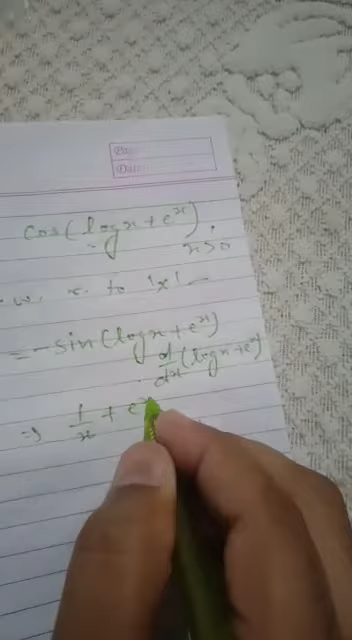 cos(log x + e^x), x>0
w. r. to 'x' -
= -sin(log x + e^x)
d/dx (log x + e^x)
=> 1/x + e^x